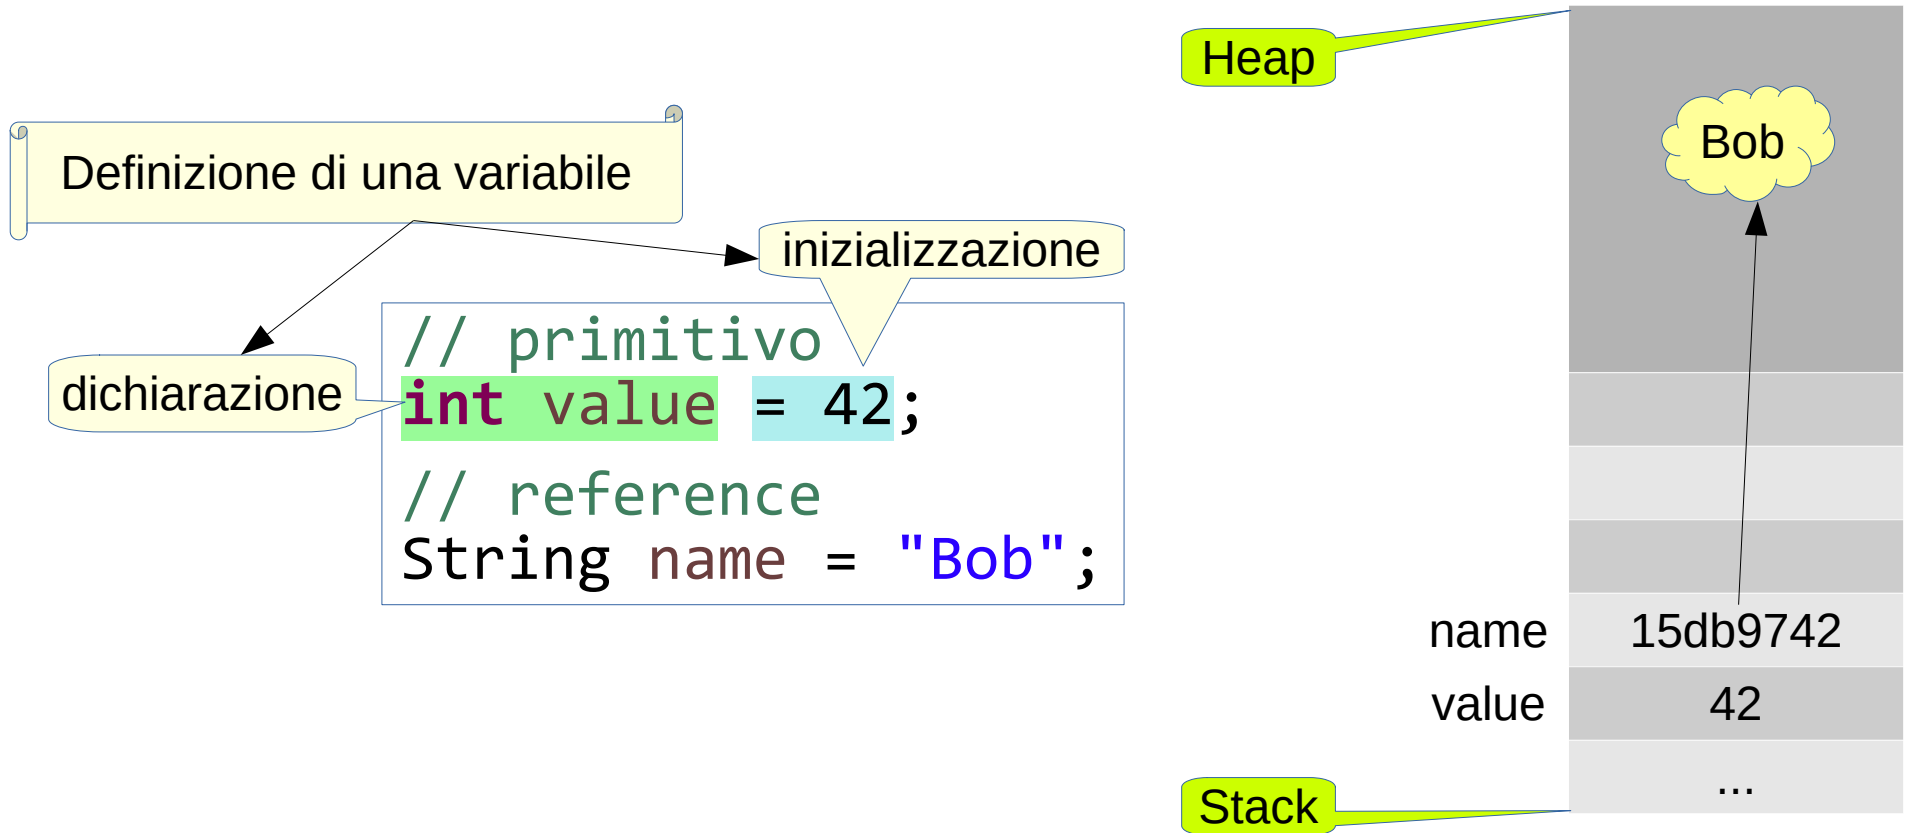 Definizione di una variabile
inizializzazione
dichiarazione
// primitivo
int value = 42;
// reference
String name = "Bob";
Heap
Bob
name 15db9742
value 42
...
Stack